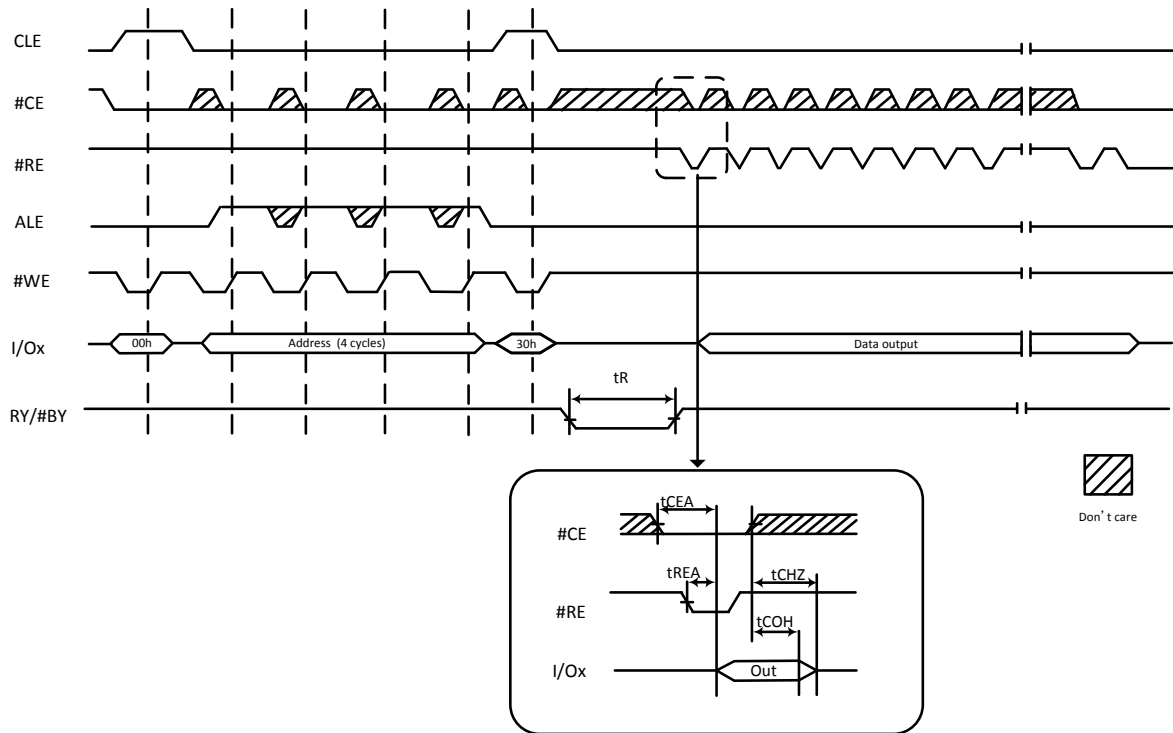 CLE
#CE
#RE
ALE
#WE
I/Ox
00h
Address (4 cycles)
30h
Data output
tR
RY/#BY
Don’t care
tCEA
#CE
tREA
tCHZ
#RE
tCOH
I/Ox
Out